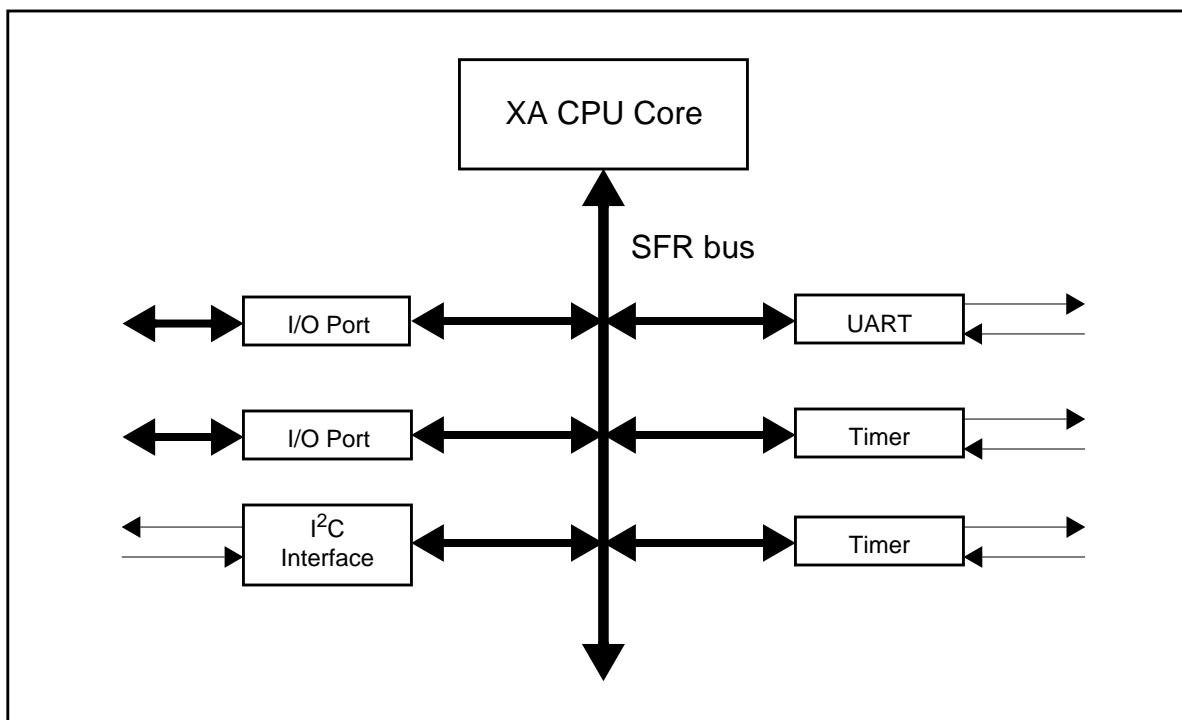 XA CPU Core
SFR bus
I/O Port
UART
I/O Port
Timer
I²C
Interface
Timer